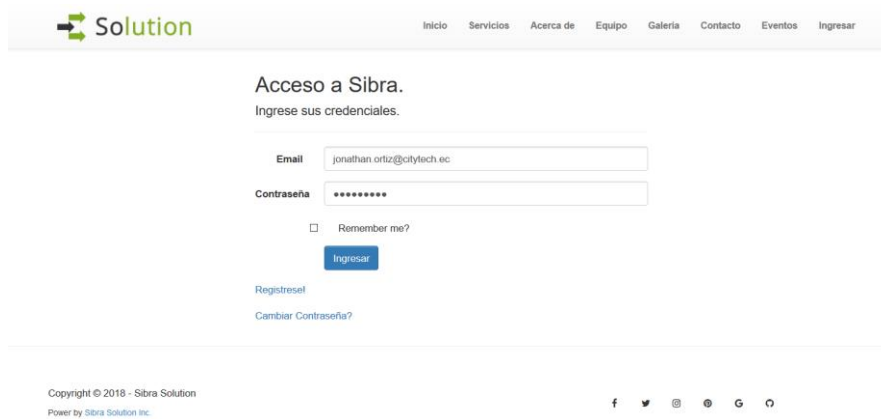 Solution
Inicio Servicios Acerca de Equipo Galeria Contacto Eventos Ingresar
Acceso a Sibra.
Ingrese sus credenciales.
Email jonathan.ortiz@citytech.ec
Contraseña •••••••••
Remember me?
Ingresar
Registrese!
Cambiar Contraseña?
Copyright © 2018 - Sibra Solution
Power by Sibra Solution Inc.